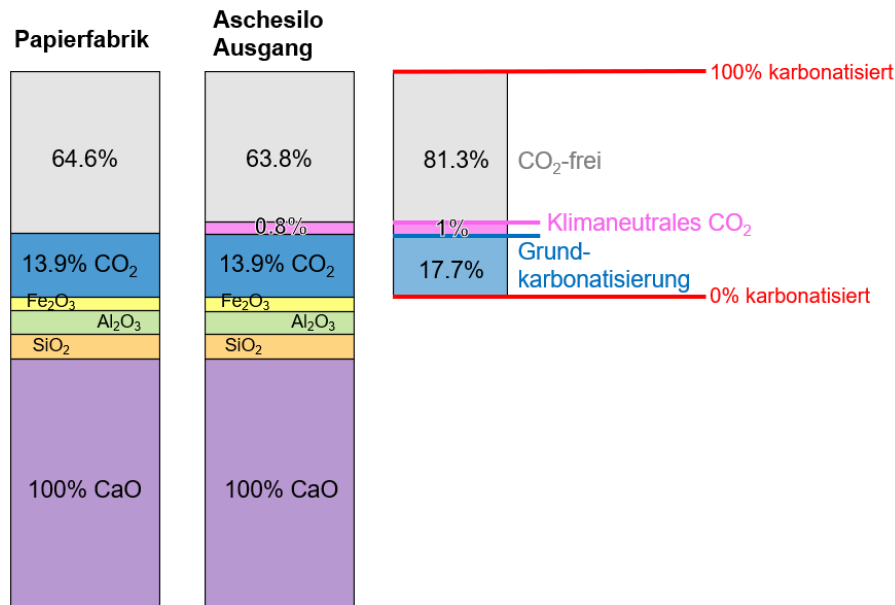 Papierfabrik
Aschesilo
Ausgang
64.6%
13.9% CO₂
Fe₂O₃
Al₂O₃
SiO₂
100% CaO
63.8%
0.8%
13.9% CO₂
Fe₂O₃
Al₂O₃
SiO₂
100% CaO
81.3%
1%
17.7%
100% karbonatisiert
CO₂-frei
Klimaneutrales CO₂
Grund-
karbonatisierung
0% karbonatisiert